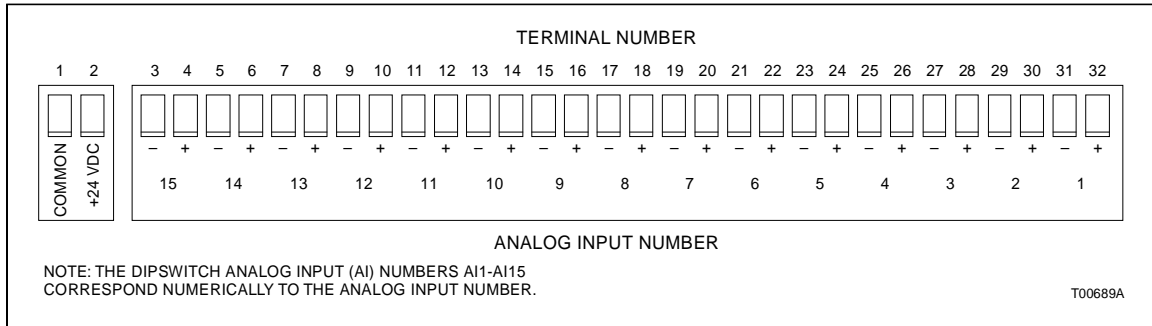 TERMINAL NUMBER
1 2 3 4 5 6 7 8 9 10 11 12 13 14 15 16 17 18 19 20 21 22 23 24 25 26 27 28 29 30 31 32
COMMON
+24 VDC
– + – + – + – + – + – + – + – + – + – + – + – + – + – + – +
15 14 13 12 11 10 9 8 7 6 5 4 3 2 1
ANALOG INPUT NUMBER
NOTE: THE DIPSWITCH ANALOG INPUT (AI) NUMBERS AI1-AI15
CORRESPOND NUMERICALLY TO THE ANALOG INPUT NUMBER.
T00689A